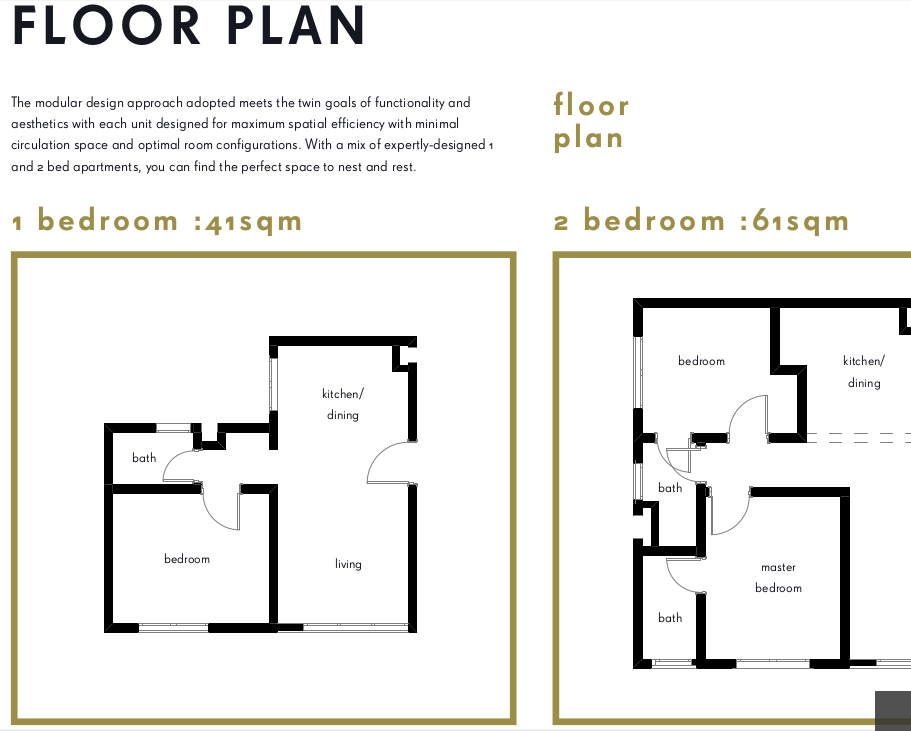 FLOOR PLAN
The modular design approach adopted meets the twin goals of functionality and
aesthetics with each unit designed for maximum spatial efficiency with minimal
circulation space and optimal room configurations. With a mix of expertly-designed 1
and 2 bed apartments, you can find the perfect space to nest and rest.
floor
plan
1 bedroom :41sqm
kitchen/
dining
bath
bedroom
living
2 bedroom :61sqm
bedroom
kitchen/
dining
bath
master
bedroom
bath